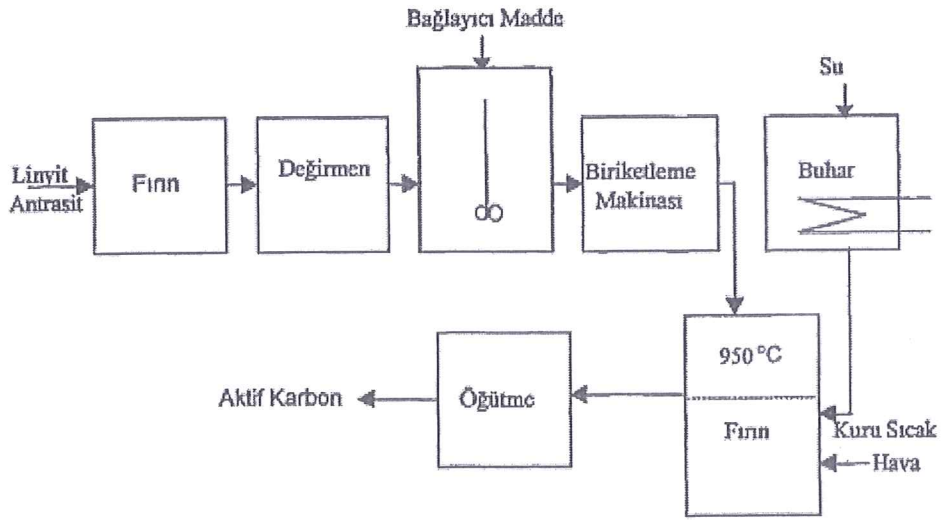 Bağlayıcı Madde
Su
Linyit
Antrasit
Fırın
Değirmen
Biriketleme
Makinası
Buhar
950 °C
Fırın
Kuru Sıcak
Hava
Öğütme
Aktif Karbon